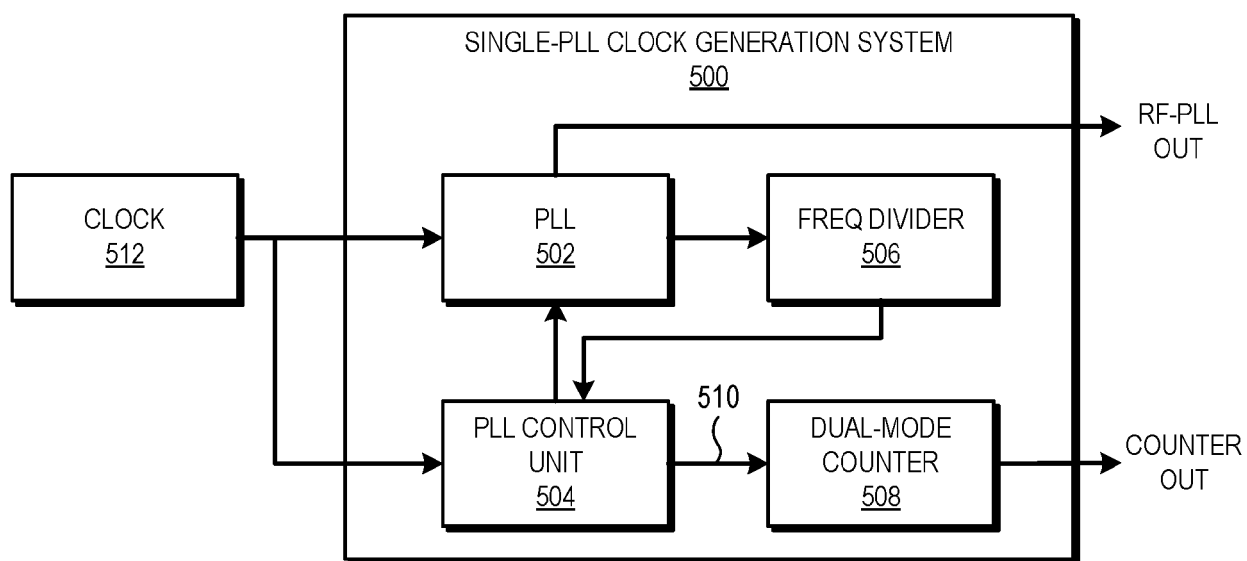 SINGLE-PLL CLOCK GENERATION SYSTEM
500
RF-PLL
OUT
CLOCK
512
PLL
502
FREQ DIVIDER
506
510
PLL CONTROL
UNIT
504
DUAL-MODE
COUNTER
508
COUNTER
OUT